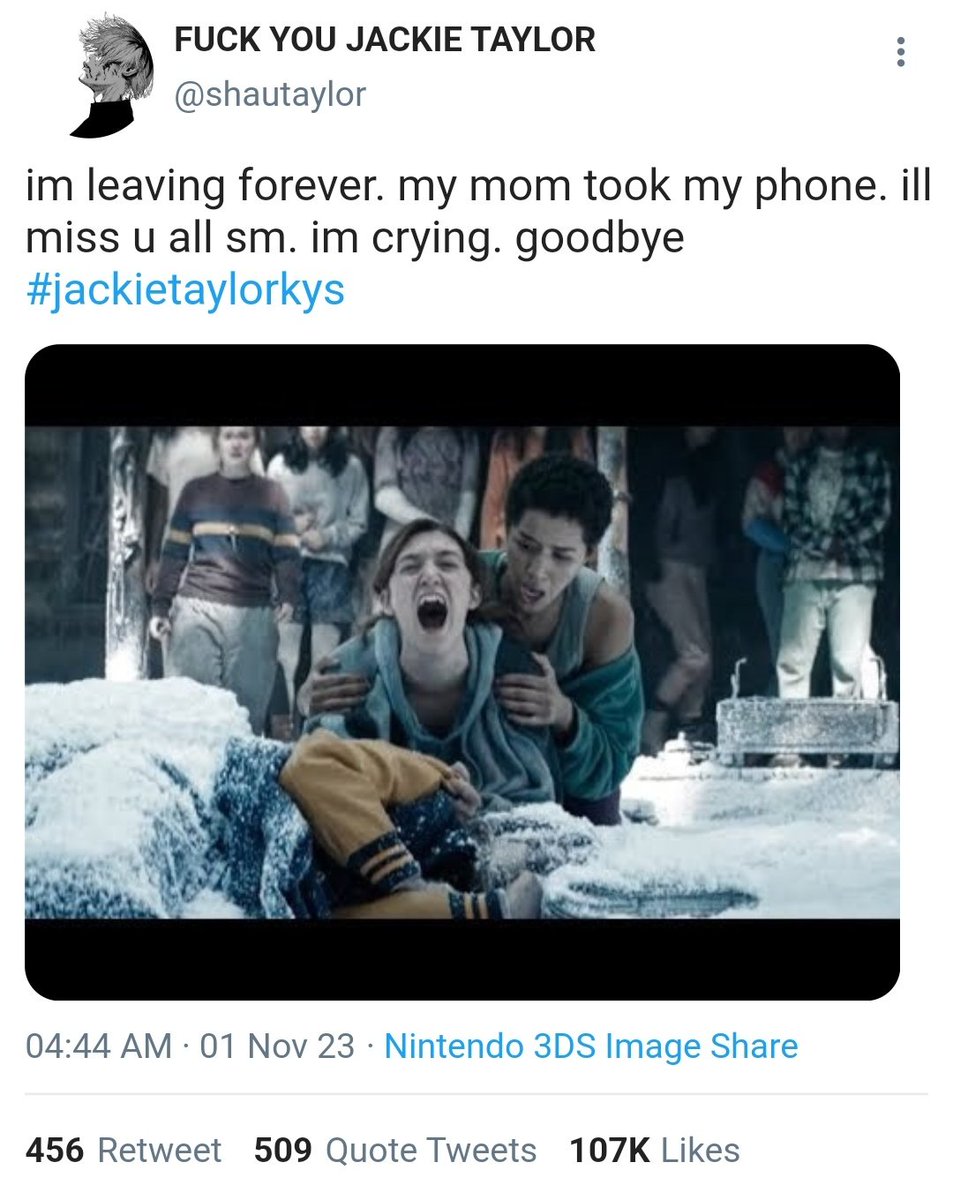 FUCK YOU JACKIE TAYLOR
@shautaylor
im leaving forever. my mom took my phone. ill
miss u all sm. im crying. goodbye
#jackietaylorkys
04:44 AM · 01 Nov 23 · Nintendo 3DS Image Share
456 Retweet 509 Quote Tweets 107K Likes